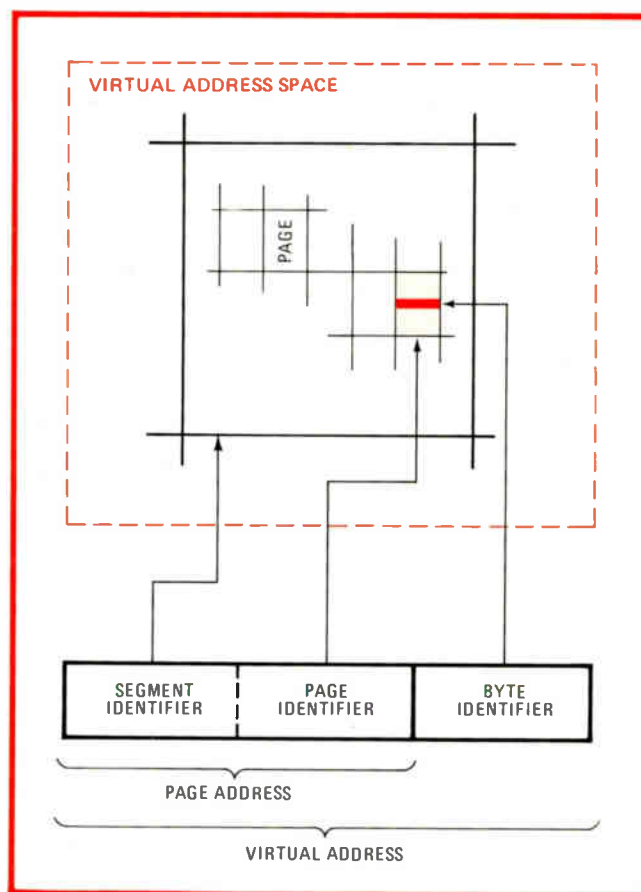 VIRTUAL ADDRESS SPACE
PAGE
SEGMENT
IDENTIFIER
PAGE
IDENTIFIER
BYTE
IDENTIFIER
PAGE ADDRESS
VIRTUAL ADDRESS